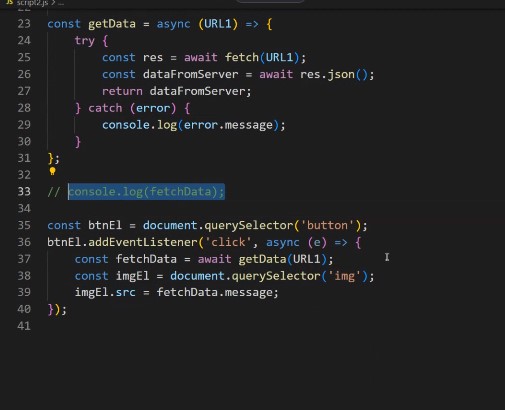 script2.js > ...
23 const getData = async (URL1) => {
24     try {
25         const res = await fetch(URL1);
26         const dataFromServer = await res.json();
27         return dataFromServer;
28     } catch (error) {
29         console.log(error.message);
30     }
31 };
32
33 // console.log(fetchData);
34
35 const btnEl = document.querySelector('button');
36 btnEl.addEventListener('click', async (e) => {
37     const fetchData = await getData(URL1);
38     const imgEl = document.querySelector('img');
39     imgEl.src = fetchData.message;
40 });
41